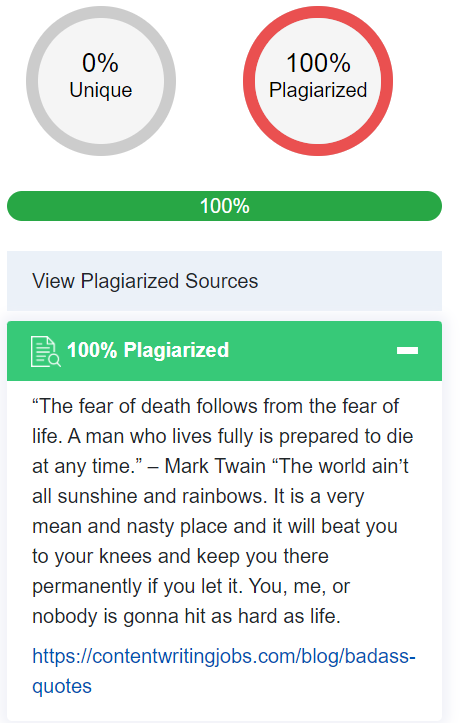 0%
Unique
100%
Plagiarized
100%
View Plagiarized Sources
100% Plagiarized
“The fear of death follows from the fear of
life. A man who lives fully is prepared to die
at any time.” – Mark Twain “The world ain’t
all sunshine and rainbows. It is a very
mean and nasty place and it will beat you
to your knees and keep you there
permanently if you let it. You, me, or
nobody is gonna hit as hard as life.
https://contentwritingjobs.com/blog/badass-
quotes